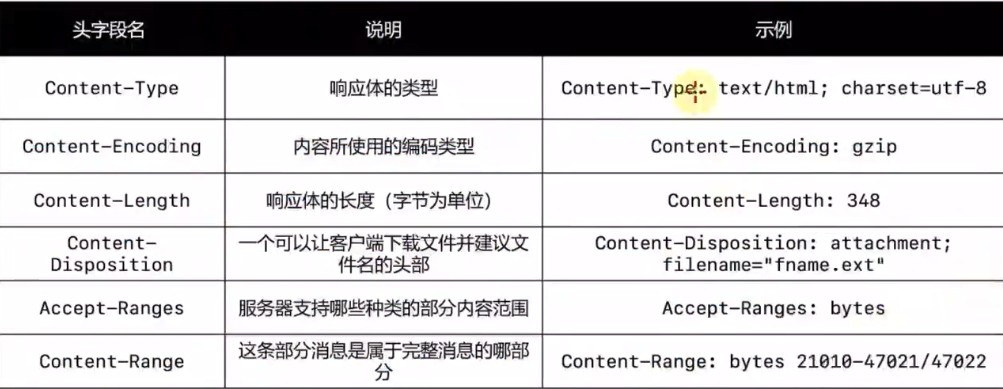 头字段名 说明 示例
Content-Type 响应体的类型 Content-Type: text/html; charset=utf-8
Content-Encoding 内容所使用的编码类型 Content-Encoding: gzip
Content-Length 响应体的长度（字节为单位） Content-Length: 348
Content-
Disposition
一个可以让客户端下载文件并建议文
件名的头部
Content-Disposition: attachment;
filename="fname.ext"
Accept-Ranges 服务器支持哪些种类的部分内容范围 Accept-Ranges: bytes
Content-Range
这条部分消息是属于完整消息的哪部
分
Content-Range: bytes 21010-47021/47022